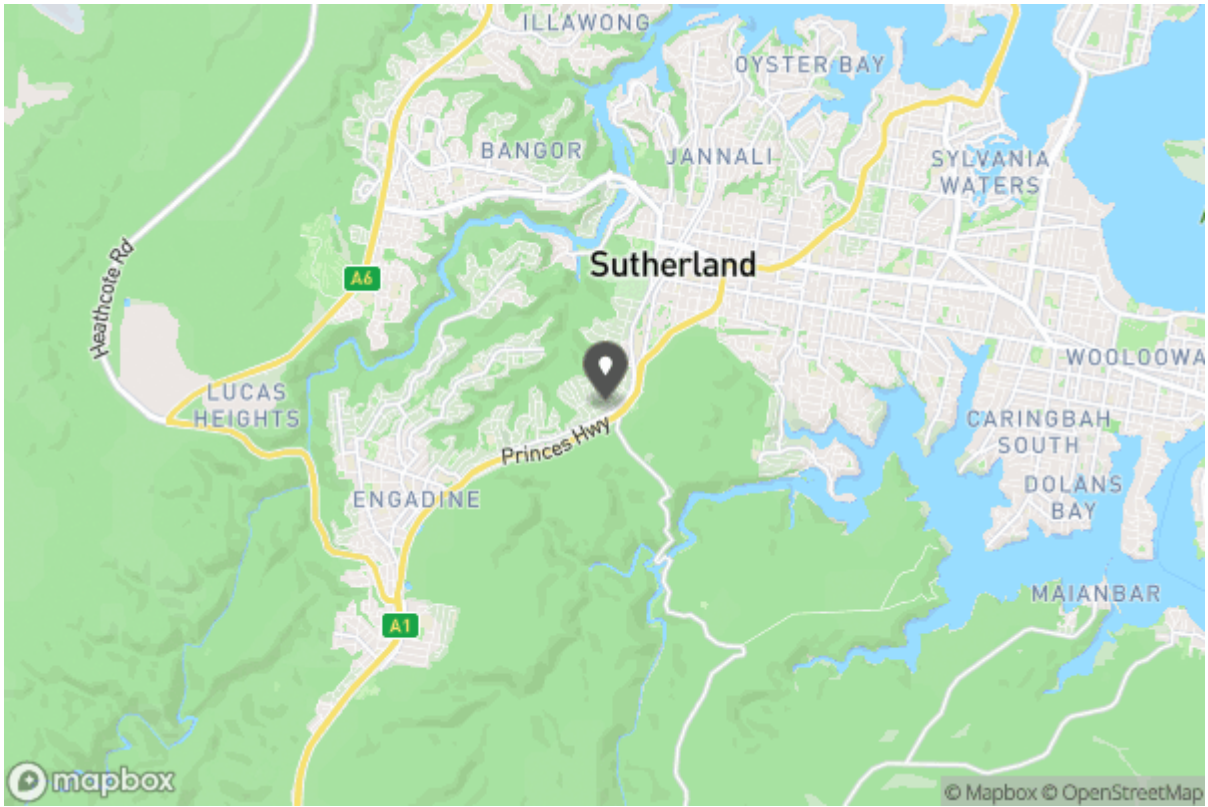 ILLAWONG
OYSTER BAY
BANGOR
JANNALI
SYLVANIA
WATERS
Sutherland
A6
Heathcote Rd
WOOLOOWA
LUCAS
HEIGHTS
CARINGBAH
SOUTH
Princes Hwy
DOLANS
BAY
ENGADINE
MAIANBAR
A1
mapbox
© Mapbox © OpenStreetMap